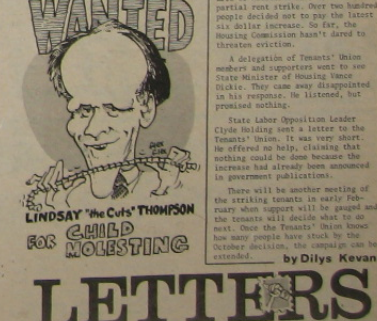 WANTED
LINDSAY "the Cuts" THOMPSON
FOR CHILD
MOLESTING
partial rent strike. Over two hundred
people decided not to pay the latest
six dollar increase. So far, the
Housing Commission hasn't dared to
threaten eviction.
A delegation of Tenants' Union
members and supporters went to see
State Minister of Housing Vance
Dickie. They came away disappointed
in his response. He listened, but
promised nothing.
State Labor Opposition Leader
Clyde Holding sent a letter to the
Tenants' Union. It was very short.
He offered no help, claiming that
nothing could be done because the
increase had already been announced
in government publications.
There will be another meeting of
the striking tenants in early Feb-
ruary when support will be gauged and
the tenants will decide what to do
next. Once the Tenants' Union knows
how many people have stuck by the
October decision, the campaign can be
extended.
by Dilys Kevan
LETTERS